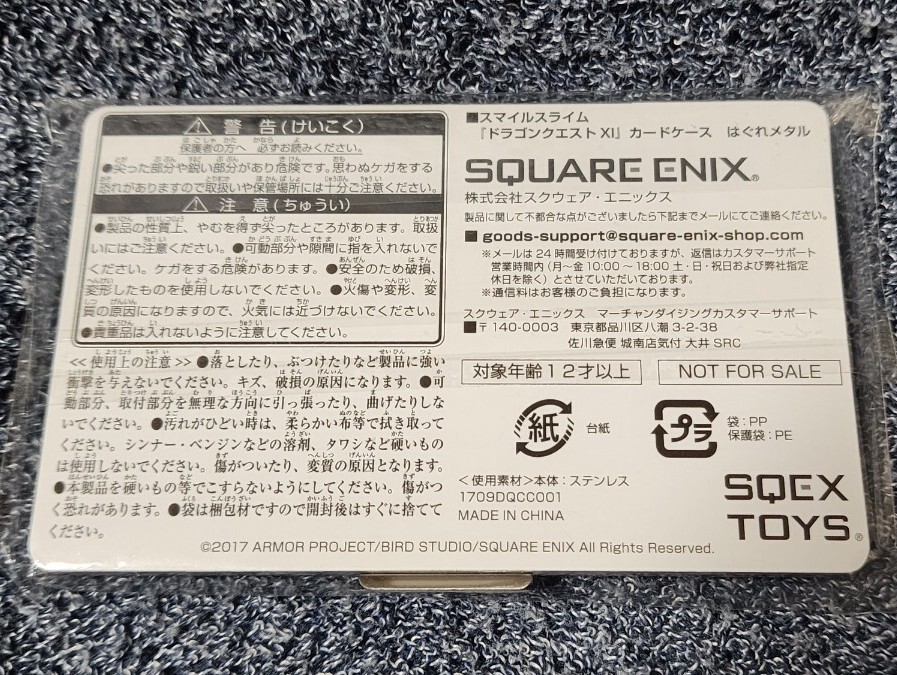 警 告(けいこく)
保護者の方へ 必ずお読みください。
●尖った部分や鋭い部分があり危険です。思わぬケガをする
恐れがありますので取扱いや保管場所には十分ご注意ください。
注 意(ちゅうい)
●製品の性質上、やむを得ず尖ったところがあります。取扱
いにはご注意ください。●可動部分や隙間に指を入れないで
ください。ケガをする危険があります。●安全のため破損、
変形したものを使用しないでください。●火傷や変形、変
質の原因になりますので、火気には近づけないでください。
●貴重品は入れないように注意してください。
≪使用上の注意≫●落としたり、ぶつけたりなど製品に強い
衝撃を与えないでください。キズ、破損の原因になります。●可
動部分、取付部分を無理な方向に引っ張ったり、曲げたりしな
いでください。●汚れがひどい時は、柔らかい布等で拭き取って
ください。シンナー・ベンジンなどの溶剤、タワシなど硬いもの
は使用しないでください。傷がついたり、変質の原因となります。
●本製品を硬いもの等でこすらないようにしてください。傷がつ
く恐れがあります。●袋は梱包材ですので開封後はすぐに捨てて
ください。
■スマイルスライム
『ドラゴンクエストXI』カードケース はぐれメタル
SQUARE ENIX®
株式会社スクウェア・エニックス
製品に関して不都合な点がございましたら下記までメールにてご連絡ください。
■goods-support@square-enix-shop.com
※メールは24時間受け付けておりますが、返信はカスタマーサポート
営業時間内(月~金 10:00~18:00 土・日・祝日および弊社指定
休日を除く)とさせていただいております。
※通信料はお客様のご負担になります。
スクウェア・エニックス マーチャンダイジングカスタマーサポート
■〒140-0003 東京都品川区八潮 3-2-38
佐川急便 城南店気付 大井 SRC
対象年齢12才以上
NOT FOR SALE
紙 台紙
プラ 袋:PP
保護袋:PE
<使用素材>本体:ステンレス
1709DQCC001
MADE IN CHINA
SQEX
TOYS®
©2017 ARMOR PROJECT/BIRD STUDIO/SQUARE ENIX All Rights Reserved.